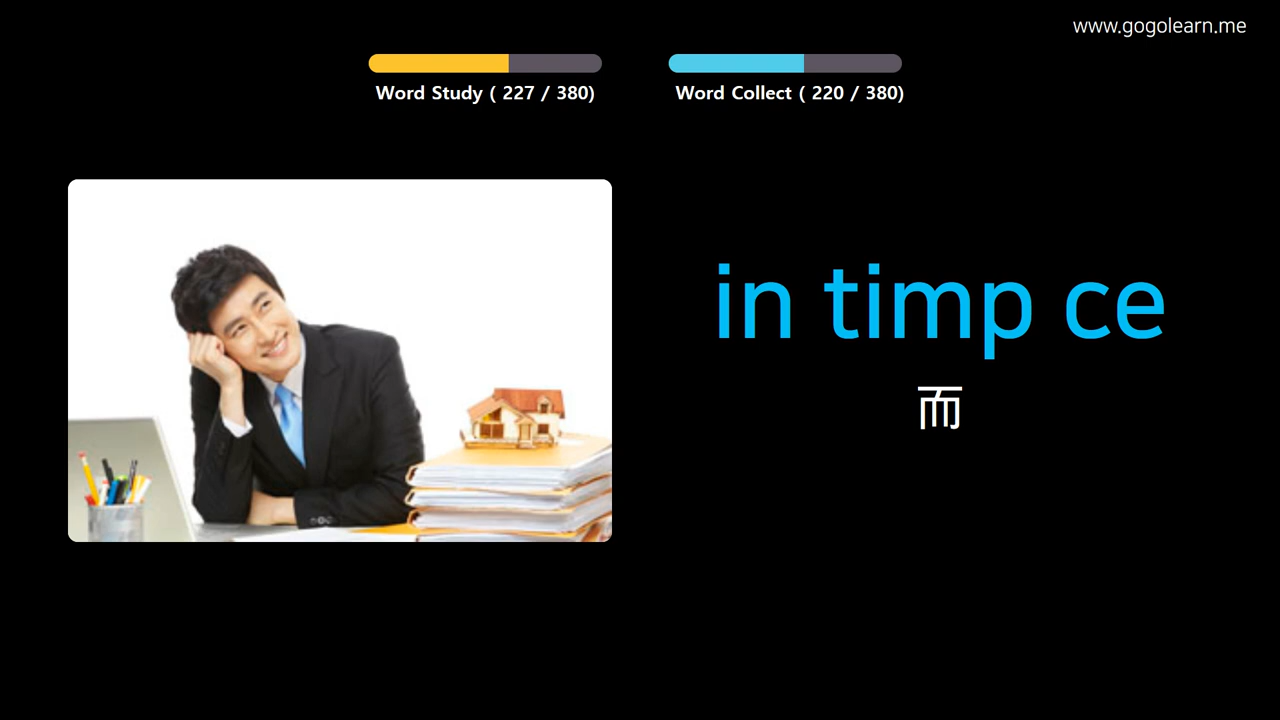 www.gogolearn.me
Word Study ( 227 / 380)
Word Collect ( 220 / 380)
in timp ce
而